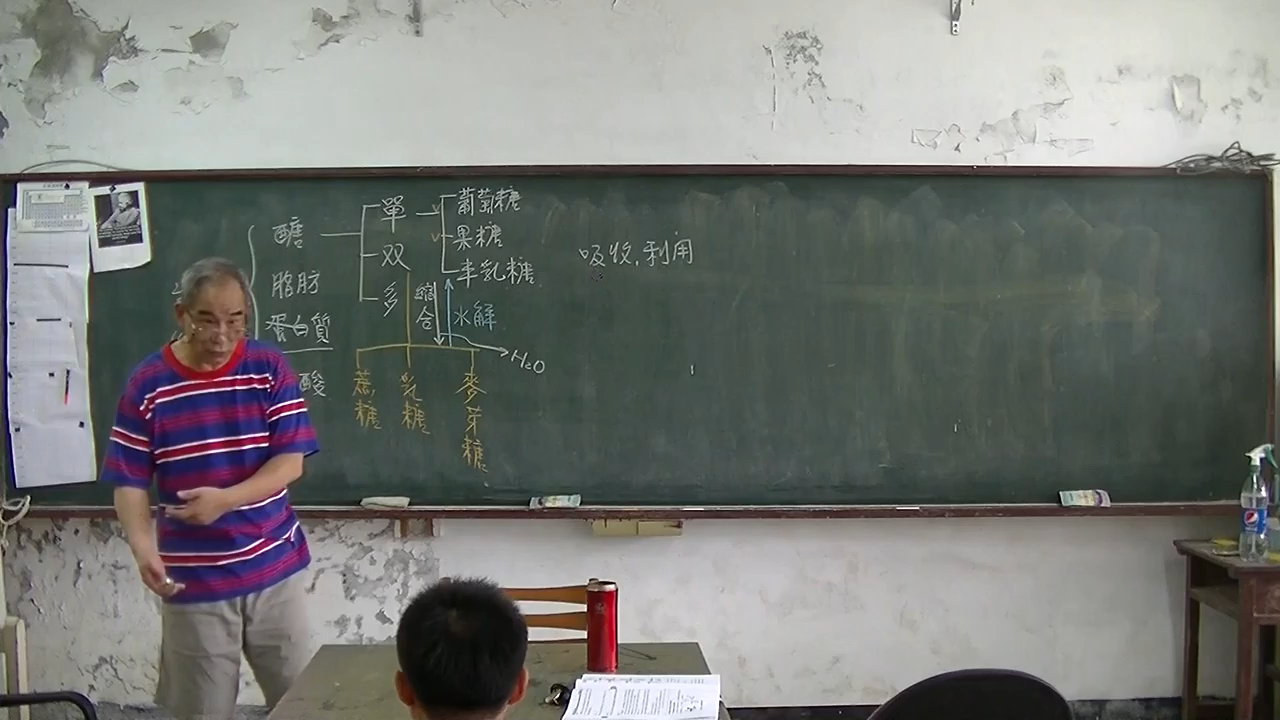 醣
脂肪
蛋白質
酸
單
双
多
葡萄糖
果糖
半乳糖
縮合
水解
H₂O
蔗糖
乳糖
麥芽糖
吸收,利用